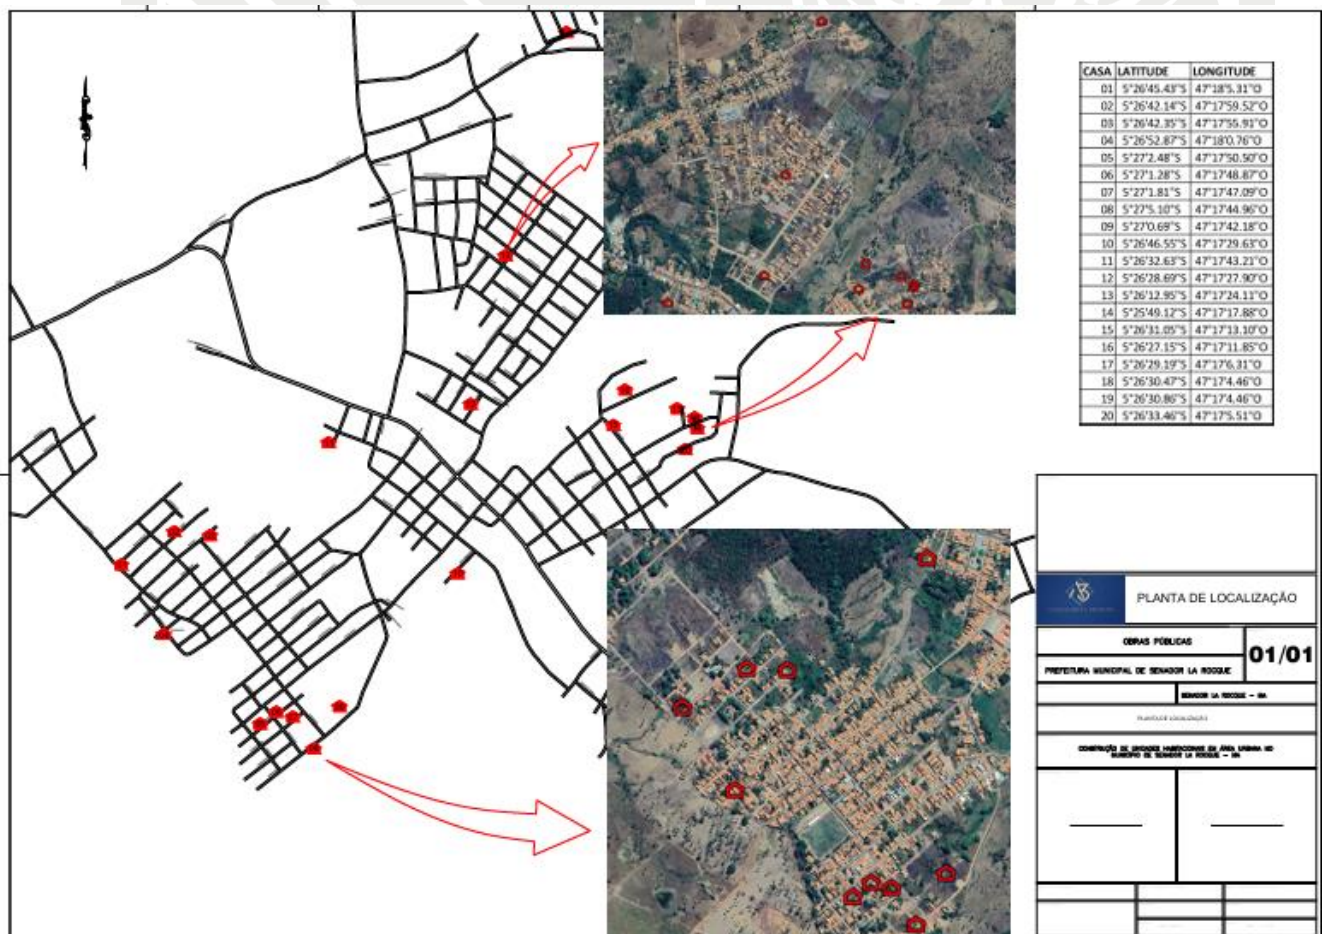 CASA LATITUDE LONGITUDE
01 5°26'45.43"S 47°18'5.31"O
02 5°26'42.14"S 47°17'59.52"O
03 5°26'42.35"S 47°17'55.91"O
04 5°26'52.87"S 47°18'0.76"O
05 5°27'2.48"S 47°17'50.50"O
06 5°27'1.28"S 47°17'48.87"O
07 5°27'1.81"S 47°17'47.09"O
08 5°27'5.10"S 47°17'44.96"O
09 5°27'0.69"S 47°17'42.18"O
10 5°26'46.55"S 47°17'29.63"O
11 5°26'32.63"S 47°17'43.21"O
12 5°26'28.69"S 47°17'27.90"O
13 5°26'12.95"S 47°17'24.11"O
14 5°25'49.12"S 47°17'17.88"O
15 5°26'31.05"S 47°17'13.10"O
16 5°26'27.15"S 47°17'11.85"O
17 5°26'29.19"S 47°17'6.31"O
18 5°26'30.47"S 47°17'4.46"O
19 5°26'30.86"S 47°17'4.46"O
20 5°26'33.46"S 47°17'5.51"O
PLANTA DE LOCALIZAÇÃO
OBRAS PÚBLICAS
01/01
PREFEITURA MUNICIPAL DE SENADOR LA ROCQUE
SENADOR LA ROCQUE - MA
PLANTA DE LOCALIZAÇÃO
CONSTRUÇÃO DE UNIDADES HABITACIONAIS EM ÁREA URBANA NO
MUNICÍPIO DE SENADOR LA ROCQUE - MA